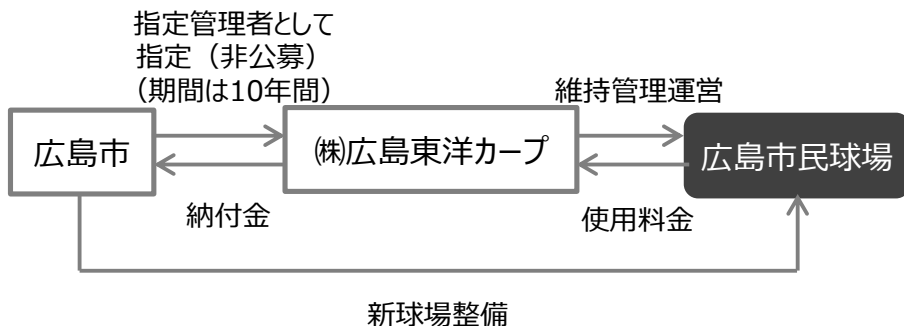 指定管理者として
指定（非公募）
（期間は10年間）
維持管理運営
広島市
㈱広島東洋カープ
広島市民球場
納付金
使用料金
新球場整備